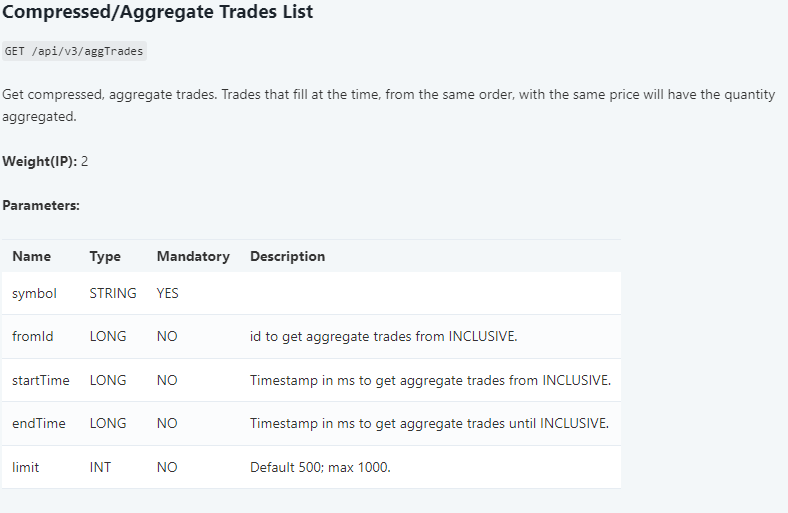 Compressed/Aggregate Trades List
GET /api/v3/aggTrades
Get compressed, aggregate trades. Trades that fill at the time, from the same order, with the same price will have the quantity
aggregated.
Weight(IP): 2
Parameters:
Name Type Mandatory Description
symbol STRING YES
fromId LONG NO id to get aggregate trades from INCLUSIVE.
startTime LONG NO Timestamp in ms to get aggregate trades from INCLUSIVE.
endTime LONG NO Timestamp in ms to get aggregate trades until INCLUSIVE.
limit INT NO Default 500; max 1000.